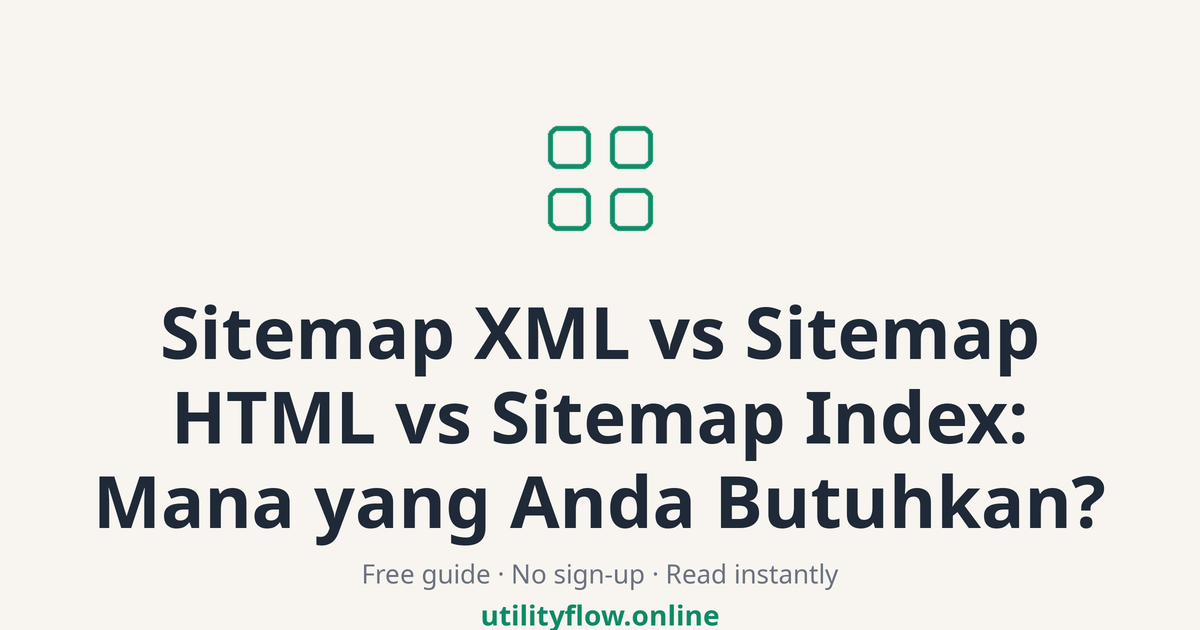 Sitemap XML vs Sitemap
HTML vs Sitemap Index:
Mana yang Anda Butuhkan?
Free guide · No sign-up · Read instantly
utilityflow.online